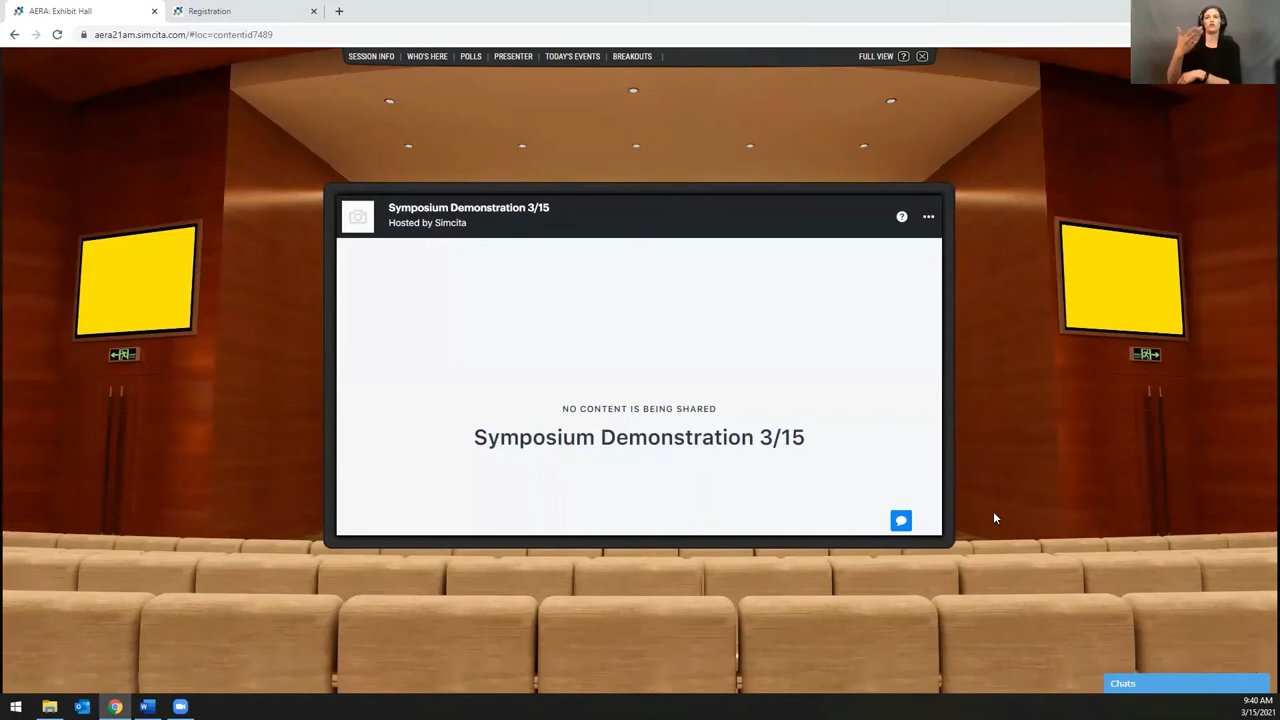 AERA: Exhibit Hall
Registration
aera21am.simcita.com/#loc=contentid7489
SESSION INFO WHO'S HERE POLLS PRESENTER TODAY'S EVENTS BREAKOUTS FULL VIEW ?
Symposium Demonstration 3/15
Hosted by Simcita
?
NO CONTENT IS BEING SHARED
Symposium Demonstration 3/15
Chats
9:40 AM
3/15/2021